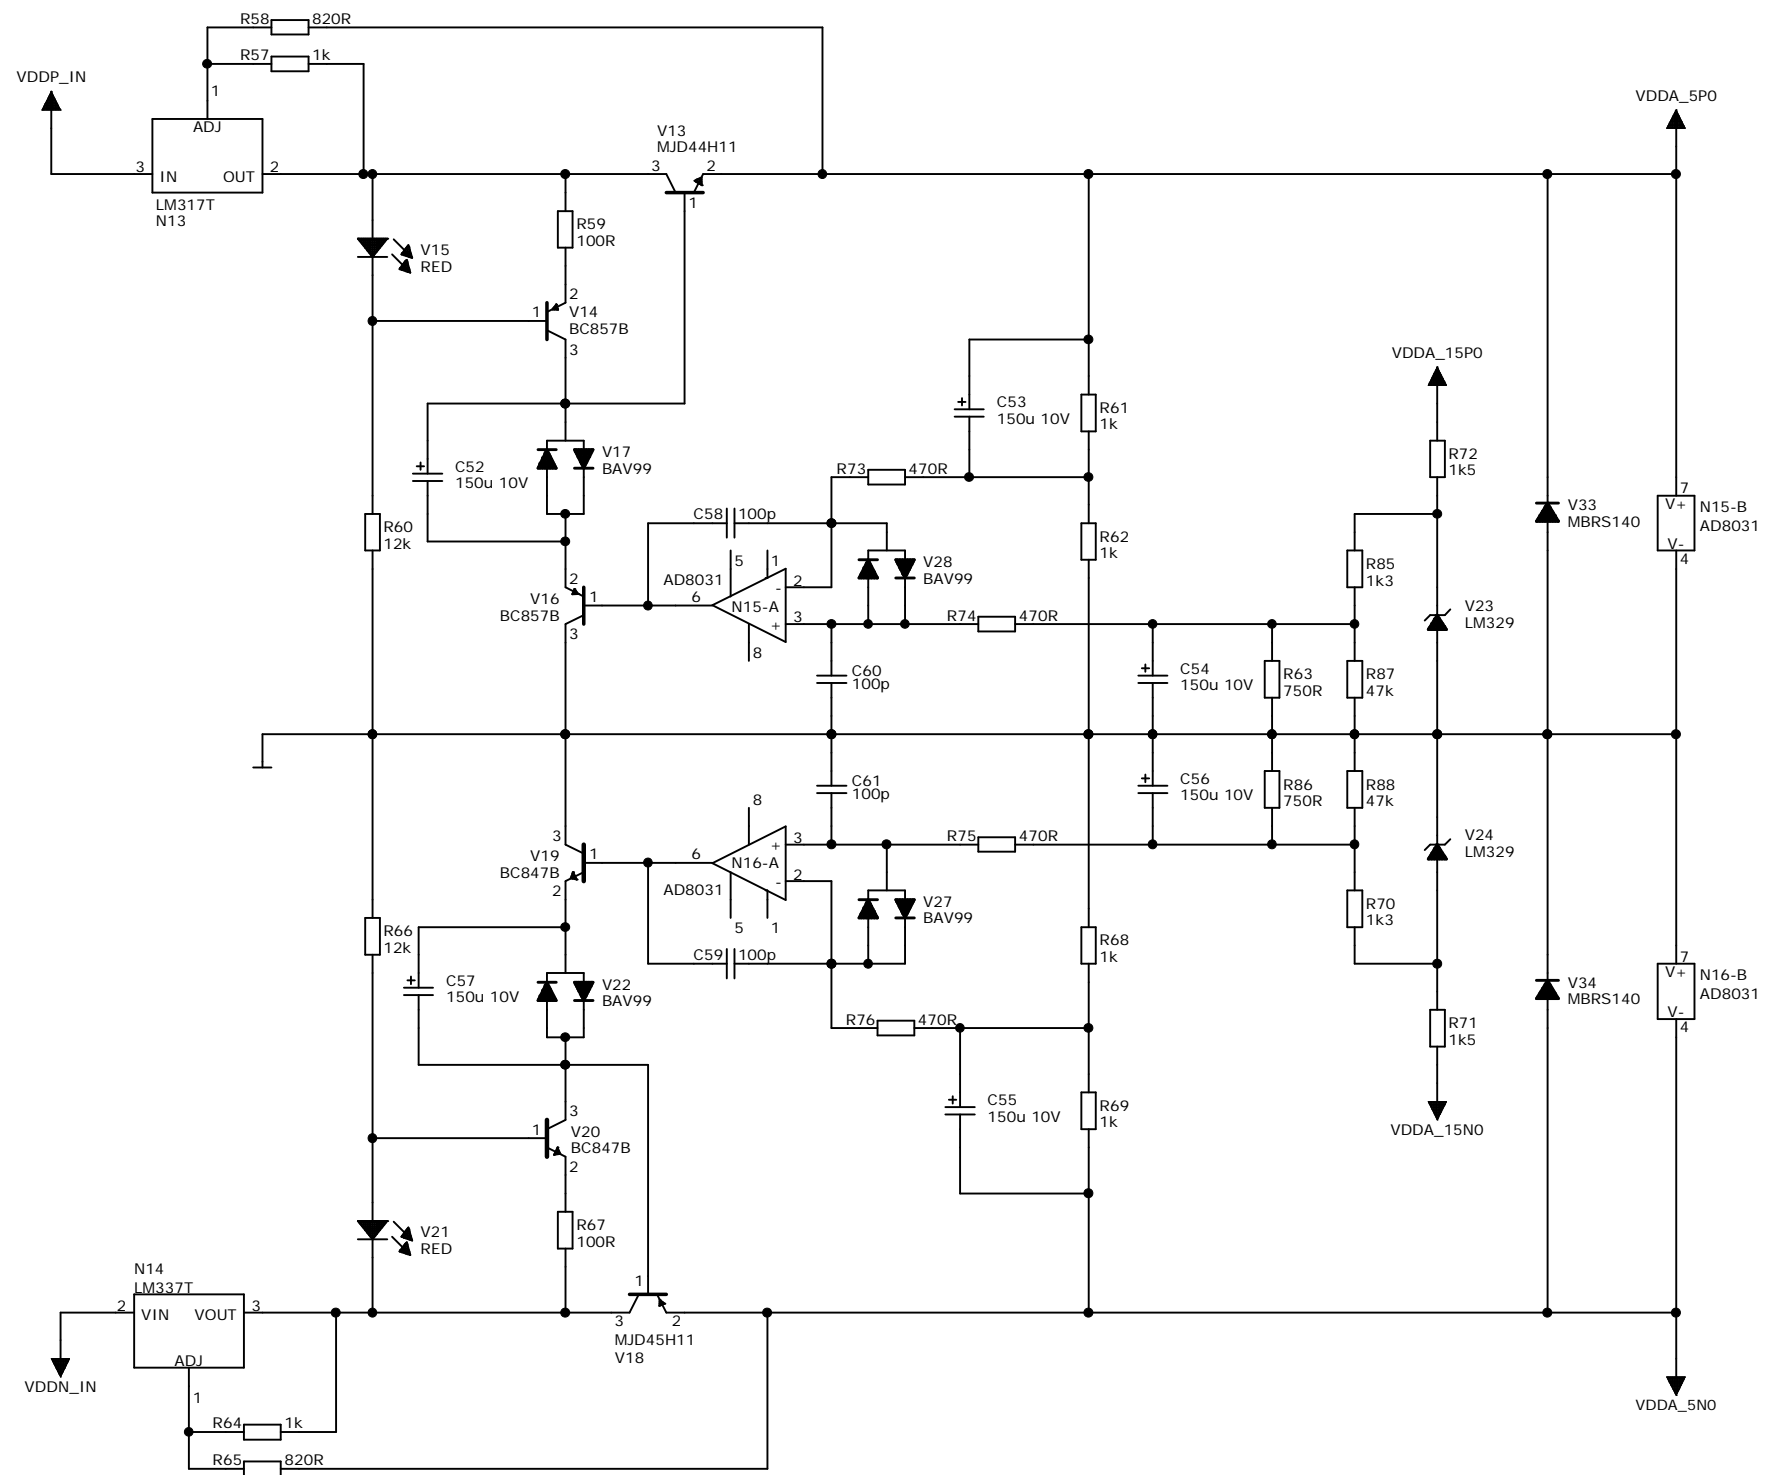 R58 820R
R57 1k
VDDP_IN
1
ADJ
3 IN OUT 2
LM317T
N13
V13
MJD44H11
3 2
1
VDDA_5P0
R59
100R
V15
RED
2
1 V14
BC857B
3
VDDA_15P0
C53
150u 10V
R61
1k
R72
1k5
V17
BAV99
C52
150u 10V
R73 470R
7
V+
V-
4
N15-B
AD8031
V33
MBRS140
C58 100p
R60
12k
R62
1k
5 1
AD8031
6 N15-A
2 -
3 +
8
V28
BAV99
R85
1k3
2
V16
BC857B
1
3
R74 470R
V23
LM329
C60
100p
C54
150u 10V
R63
750R
R87
47k
C61
100p
C56
150u 10V
R86
750R
R88
47k
8
3 +
2 -
6 N16-A
AD8031
5 1
3
V19
BC847B
1
2
R75 470R
V24
LM329
V27
BAV99
R70
1k3
R66
12k
C59 100p
R68
1k
C57
150u 10V
V22
BAV99
7
V+
V-
4
N16-B
AD8031
V34
MBRS140
R76 470R
R71
1k5
C55
150u 10V
R69
1k
3
1 V20
BC847B
2
VDDA_15N0
V21
RED
R67
100R
N14
LM337T
2 VIN VOUT 3
ADJ
1
1
3 2
MJD45H11
V18
VDDN_IN
VDDA_5N0
R64 1k
R65 820R